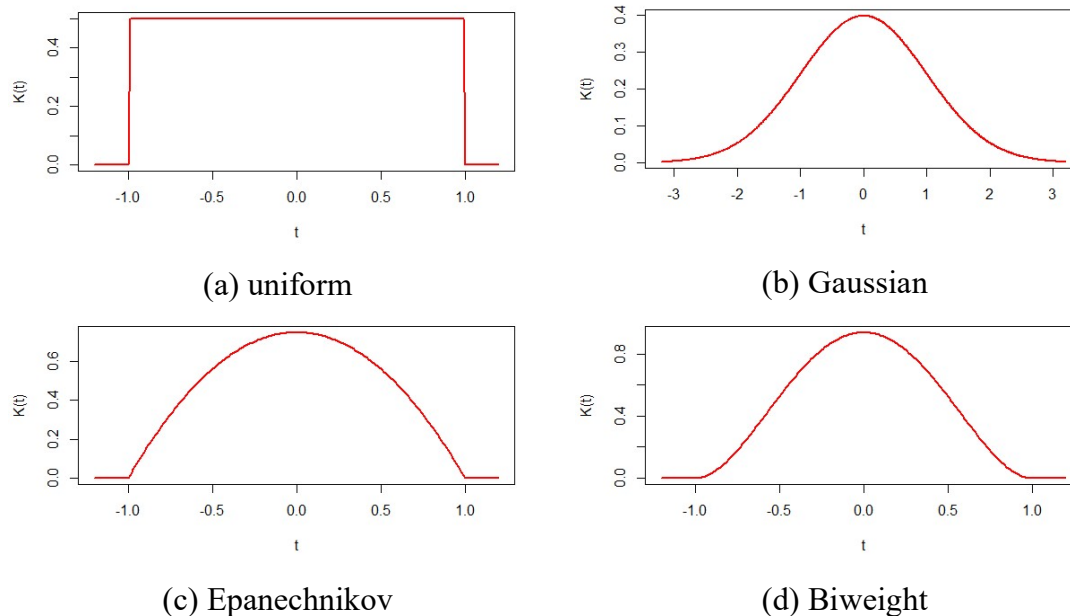 K(t)
0.0 0.2 0.4
-1.0 -0.5 0.0 0.5 1.0
t
(a) uniform
K(t)
0.0 0.1 0.2 0.3 0.4
-3 -2 -1 0 1 2 3
t
(b) Gaussian
K(t)
0.0 0.2 0.4 0.6
-1.0 -0.5 0.0 0.5 1.0
t
(c) Epanechnikov
K(t)
0.0 0.4 0.8
-1.0 -0.5 0.0 0.5 1.0
t
(d) Biweight